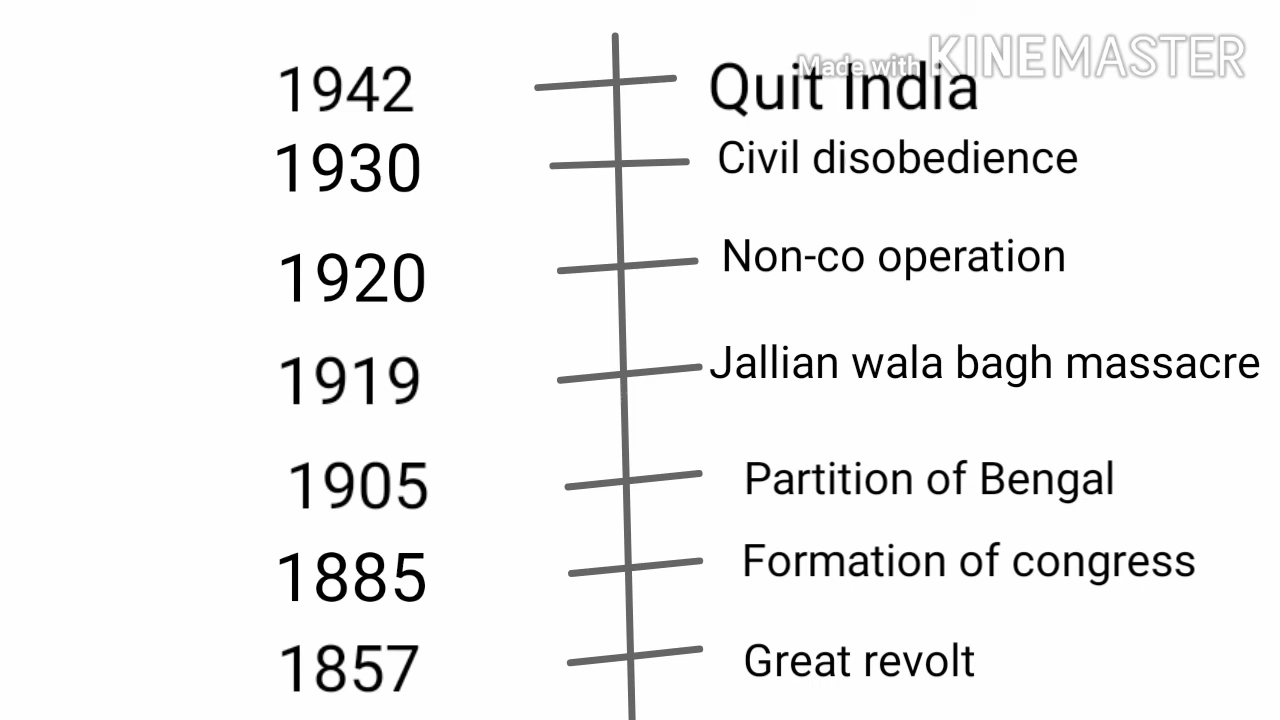 Made with KINEMASTER
1942 Quit India
1930 Civil disobedience
1920 Non-co operation
1919 Jallian wala bagh massacre
1905 Partition of Bengal
1885 Formation of congress
1857 Great revolt